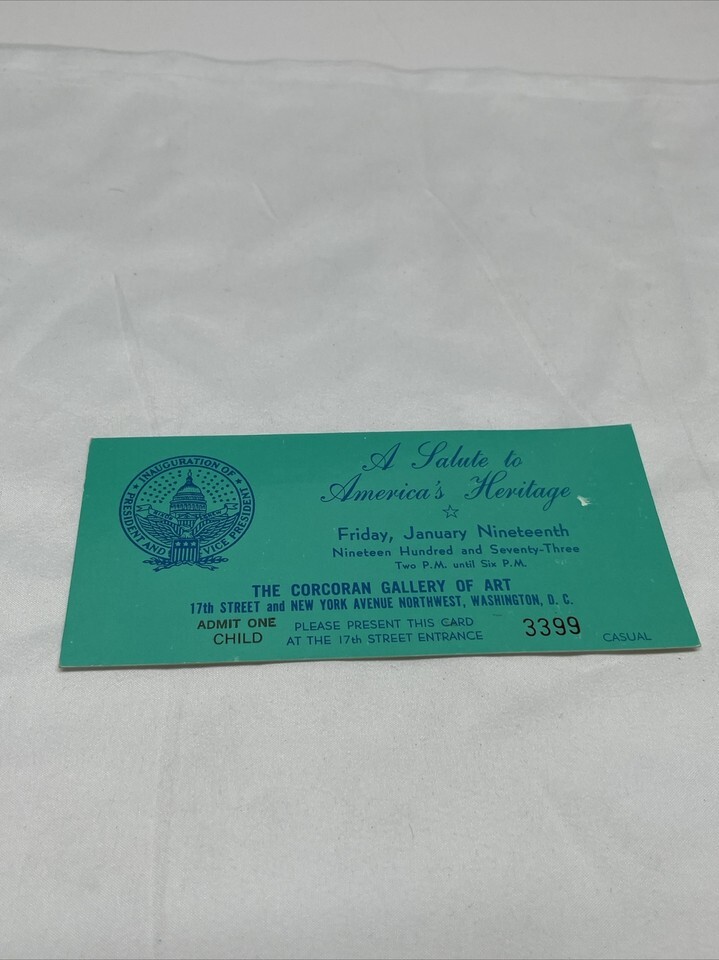 INAUGURATION OF
PRESIDENT AND VICE PRESIDENT
A Salute to
America's Heritage
Friday, January Nineteenth
Nineteen Hundred and Seventy-Three
Two P.M. until Six P.M.
THE CORCORAN GALLERY OF ART
17th STREET and NEW YORK AVENUE NORTHWEST, WASHINGTON, D. C.
ADMIT ONE PLEASE PRESENT THIS CARD 3399
CHILD AT THE 17th STREET ENTRANCE CASUAL